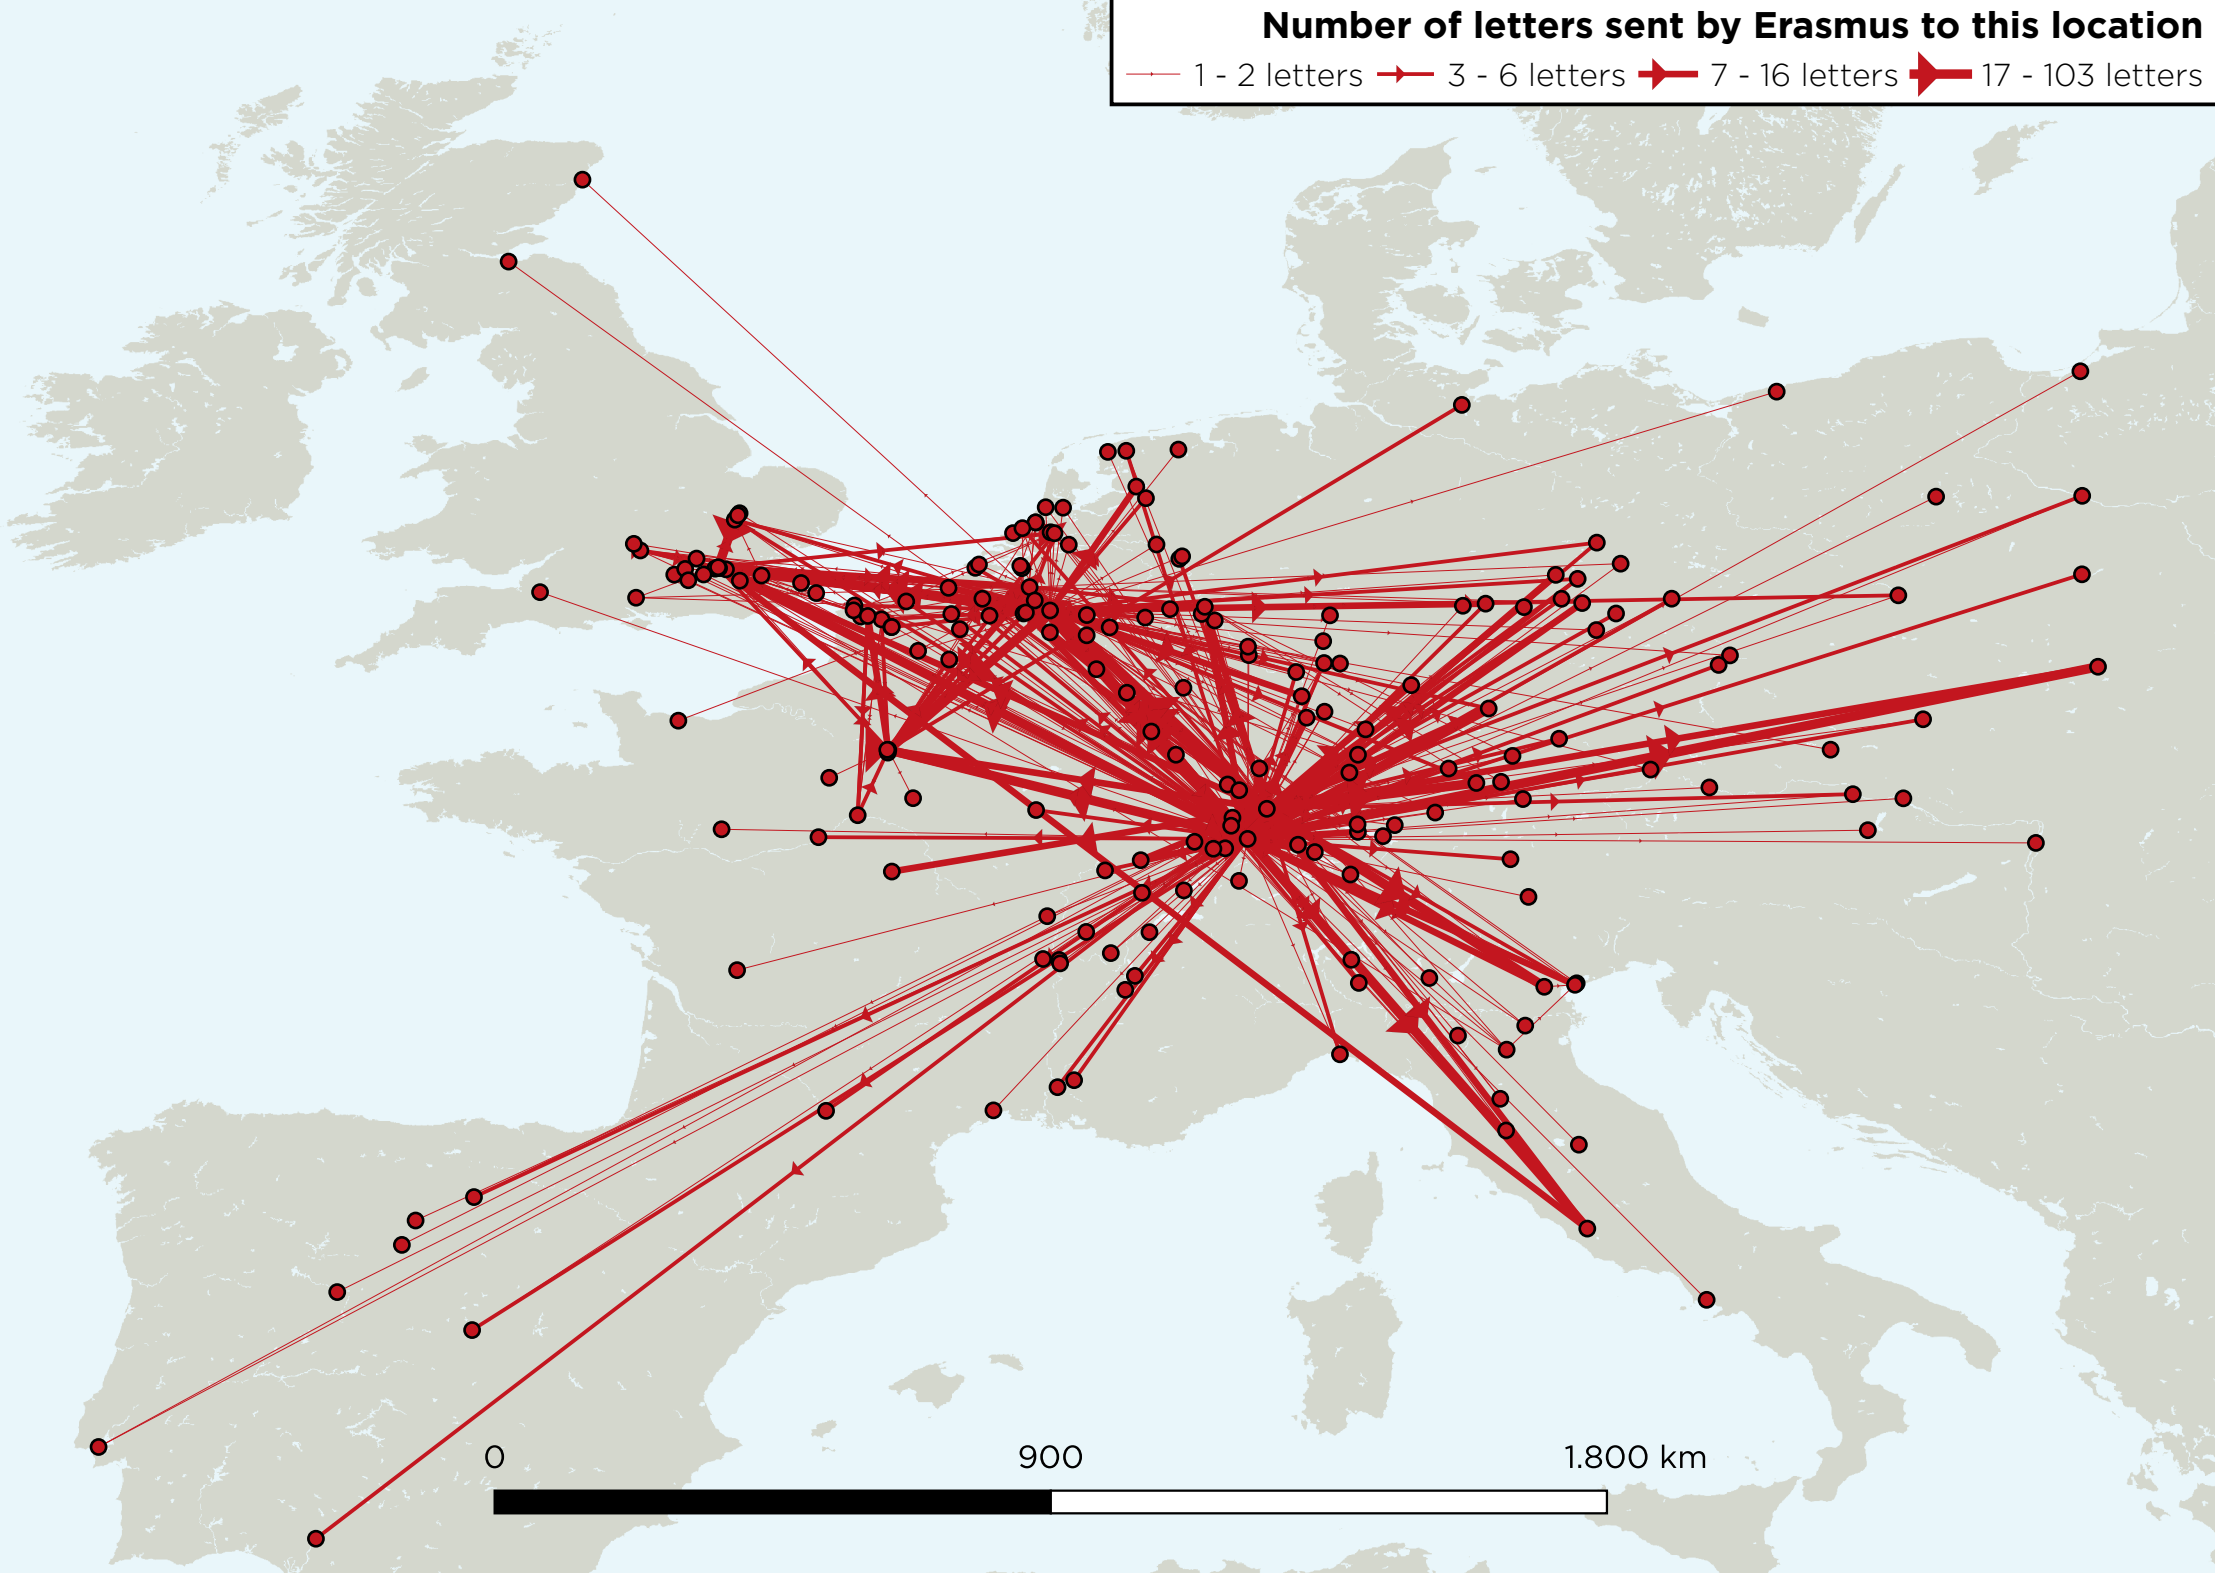 Number of letters sent by Erasmus to this location
1 - 2 letters 3 - 6 letters 7 - 16 letters 17 - 103 letters
0 900 1.800 km